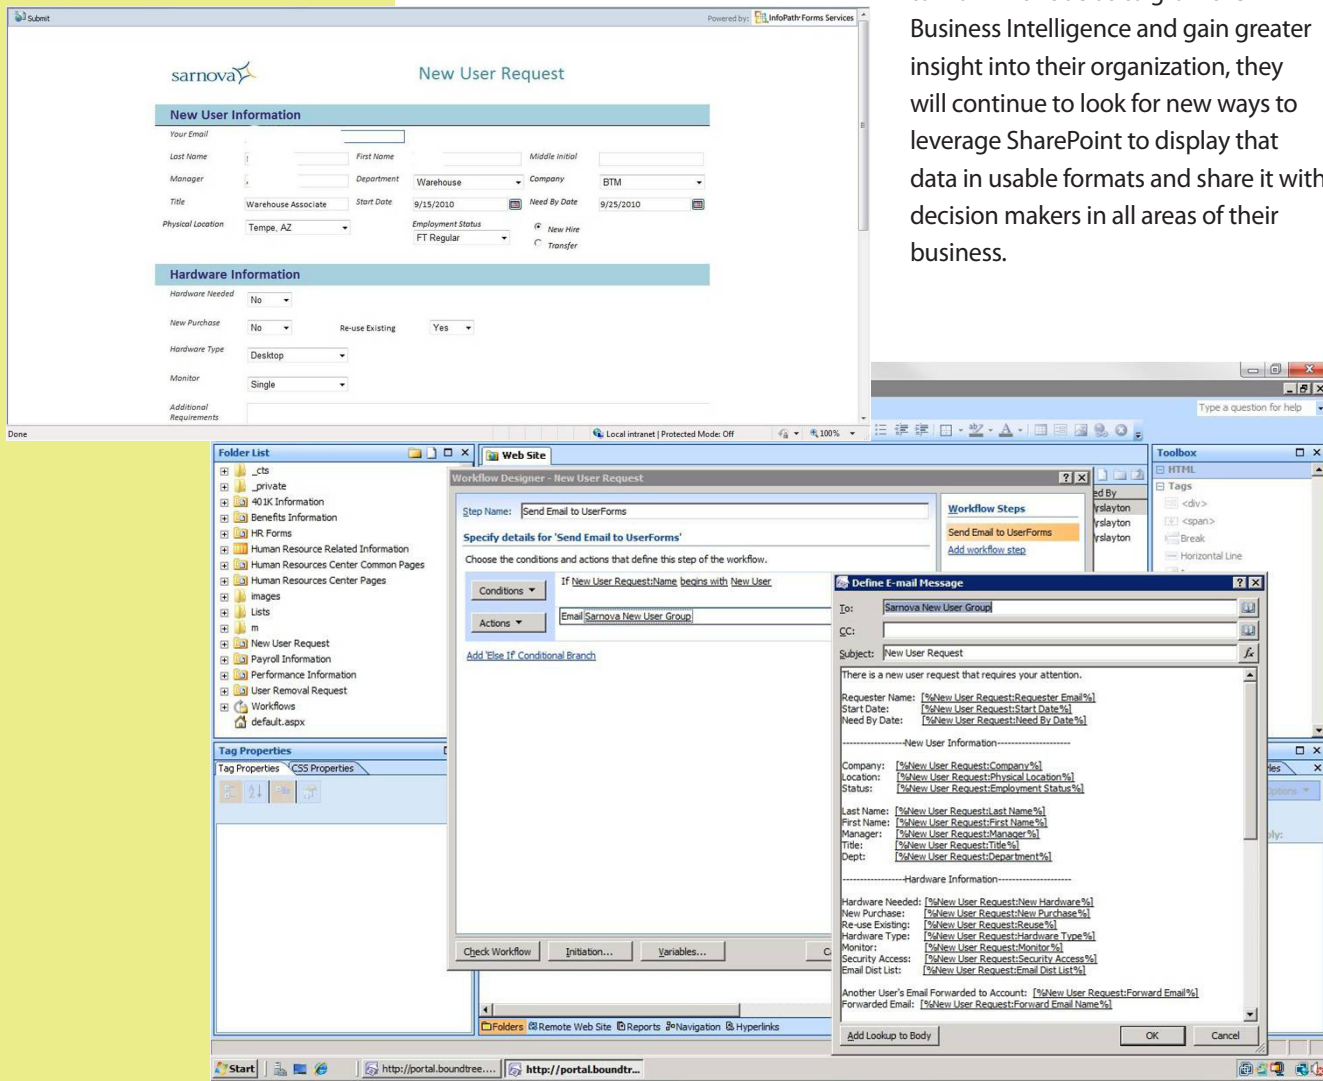 Submit
Powered by: InfoPath Forms Services
sarnova
New User Request
New User Information
Your Email
Last Name
First Name
Middle Initial
Manager
Department
Warehouse
Company
BTM
Title
Warehouse Associate
Start Date
9/15/2010
Need By Date
9/25/2010
Physical Location
Tempe, AZ
Employment Status
FT Regular
New Hire
Transfer
Hardware Information
Hardware Needed
No
New Purchase
No
Re-use Existing
Yes
Hardware Type
Desktop
Monitor
Single
Additional
Requirements
Done
Local intranet | Protected Mode: Off
100%
Business Intelligence and gain greater
insight into their organization, they
will continue to look for new ways to
leverage SharePoint to display that
data in usable formats and share it with
decision makers in all areas of their
business.
Type a question for help
Folder List
_cts
_private
401K Information
Benefits Information
HR Forms
Human Resource Related Information
Human Resources Center Common Pages
Human Resources Center Pages
images
Lists
m
New User Request
Payroll Information
Performance Information
User Removal Request
Workflows
default.aspx
Tag Properties
Tag Properties CSS Properties
Web Site
Workflow Designer - New User Request
Step Name: Send Email to UserForms
Specify details for 'Send Email to UserForms'
Choose the conditions and actions that define this step of the workflow.
Conditions
If New User Request:Name begins with New User
Actions
Email Sarnova New User Group
Add 'Else If' Conditional Branch
Workflow Steps
Send Email to UserForms
Add workflow step
Check Workflow
Initiation...
Variables...
ed By
\rslayton
\rslayton
\rslayton
Toolbox
HTML
Tags
<div>
<span>
Break
Horizontal Line
Define E-mail Message
To: Sarnova New User Group
CC:
Subject: New User Request
There is a new user request that requires your attention.
Requester Name: [%New User Request:Requester Email%]
Start Date: [%New User Request:Start Date%]
Need By Date: [%New User Request:Need By Date%]
------------------New User Information---------------------
Company: [%New User Request:Company%]
Location: [%New User Request:Physical Location%]
Status: [%New User Request:Employment Status%]
Last Name: [%New User Request:Last Name%]
First Name: [%New User Request:First Name%]
Manager: [%New User Request:Manager%]
Title: [%New User Request:Title%]
Dept: [%New User Request:Department%]
------------------Hardware Information---------------------
Hardware Needed: [%New User Request:New Hardware%]
New Purchase: [%New User Request:New Purchase%]
Re-use Existing: [%New User Request:Reuse%]
Hardware Type: [%New User Request:Hardware Type%]
Monitor: [%New User Request:Monitor%]
Security Access: [%New User Request:Security Access%]
Email Dist List: [%New User Request:Email Dist List%]
Another User's Email Forwarded to Account: [%New User Request:Forward Email%]
Forwarded Email: [%New User Request:Forward Email Name%]
Add Lookup to Body
OK
Cancel
Options
Folders Remote Web Site Reports Navigation Hyperlinks
Start
http://portal.boundtree....
http://portal.boundtr...